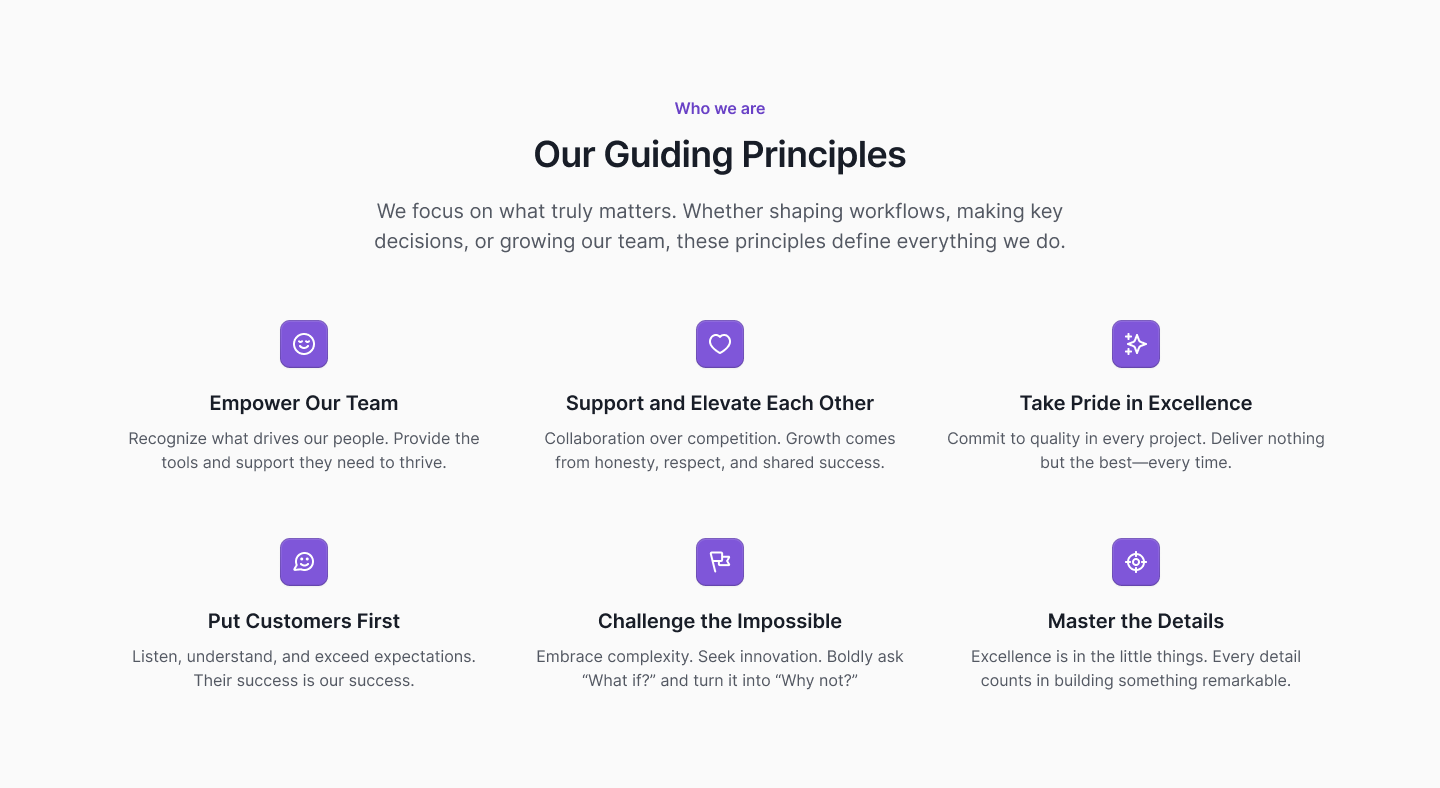 Who we are
Our Guiding Principles
We focus on what truly matters. Whether shaping workflows, making key
decisions, or growing our team, these principles define everything we do.
Empower Our Team
Recognize what drives our people. Provide the
tools and support they need to thrive.
Support and Elevate Each Other
Collaboration over competition. Growth comes
from honesty, respect, and shared success.
Take Pride in Excellence
Commit to quality in every project. Deliver nothing
but the best—every time.
Put Customers First
Listen, understand, and exceed expectations.
Their success is our success.
Challenge the Impossible
Embrace complexity. Seek innovation. Boldly ask
“What if?” and turn it into “Why not?”
Master the Details
Excellence is in the little things. Every detail
counts in building something remarkable.